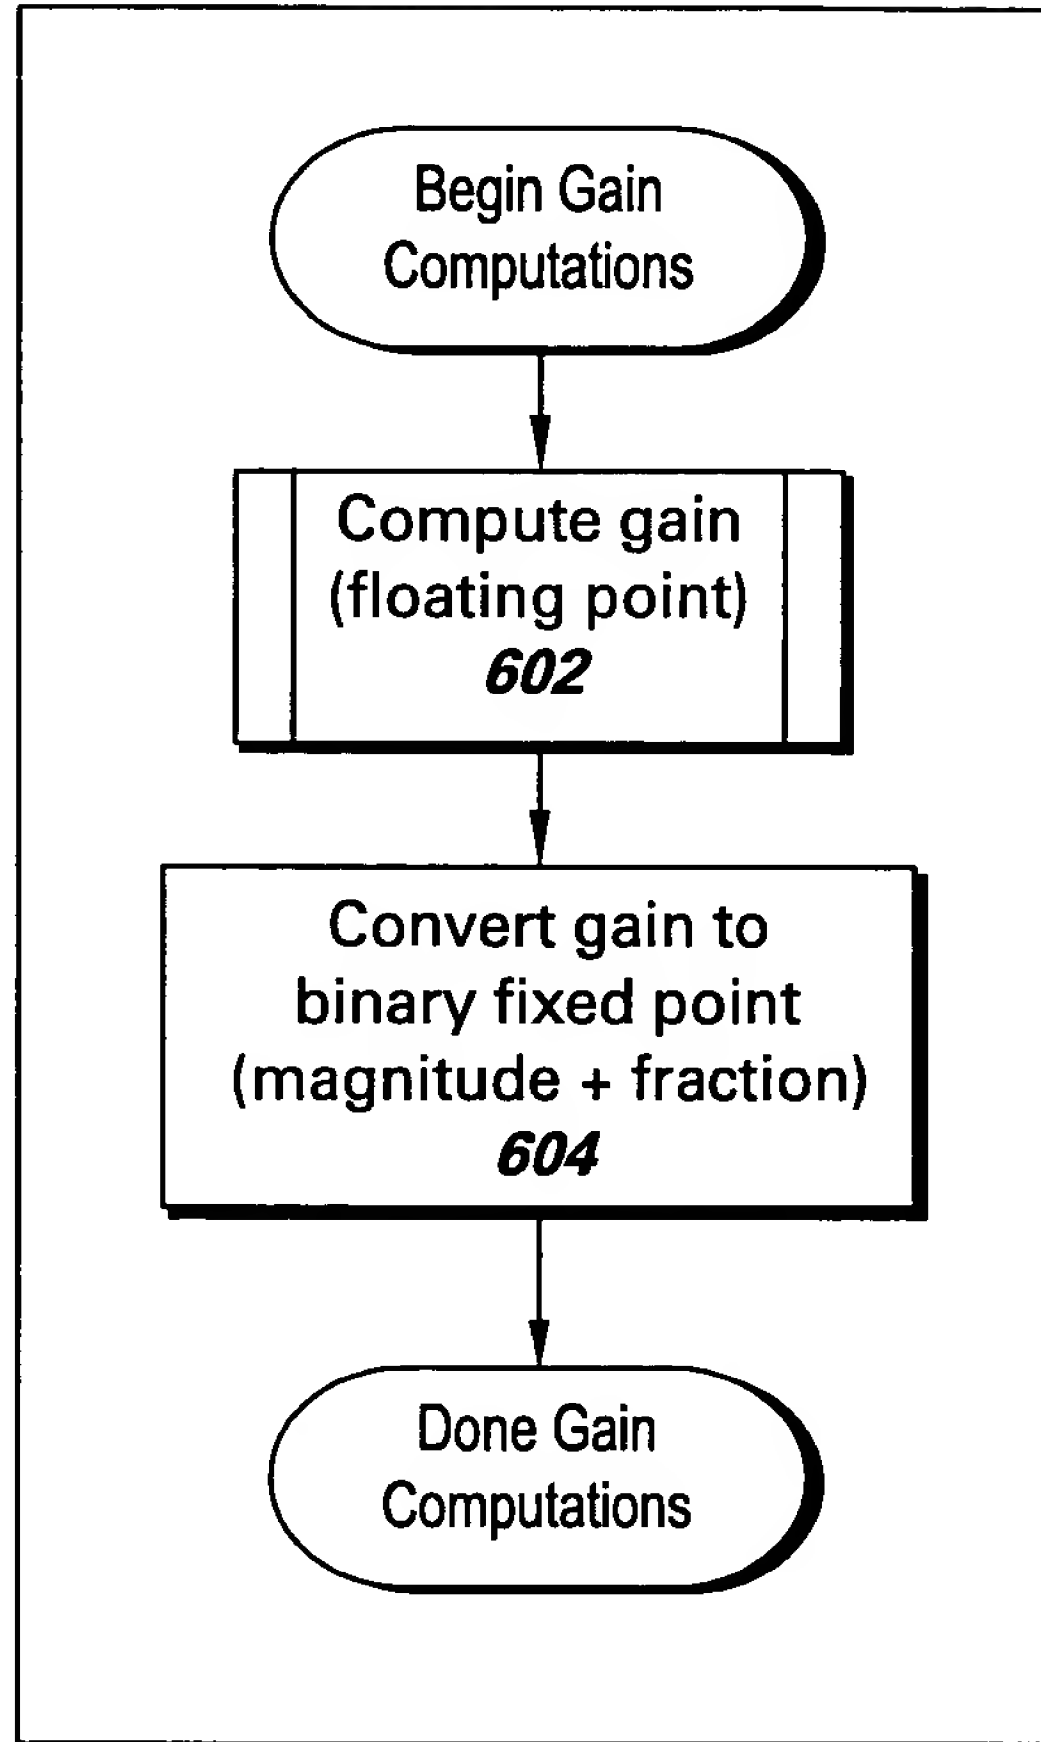 Begin Gain
Computations
Compute gain
(floating point)
602
Convert gain to
binary fixed point
(magnitude + fraction)
604
Done Gain
Computations